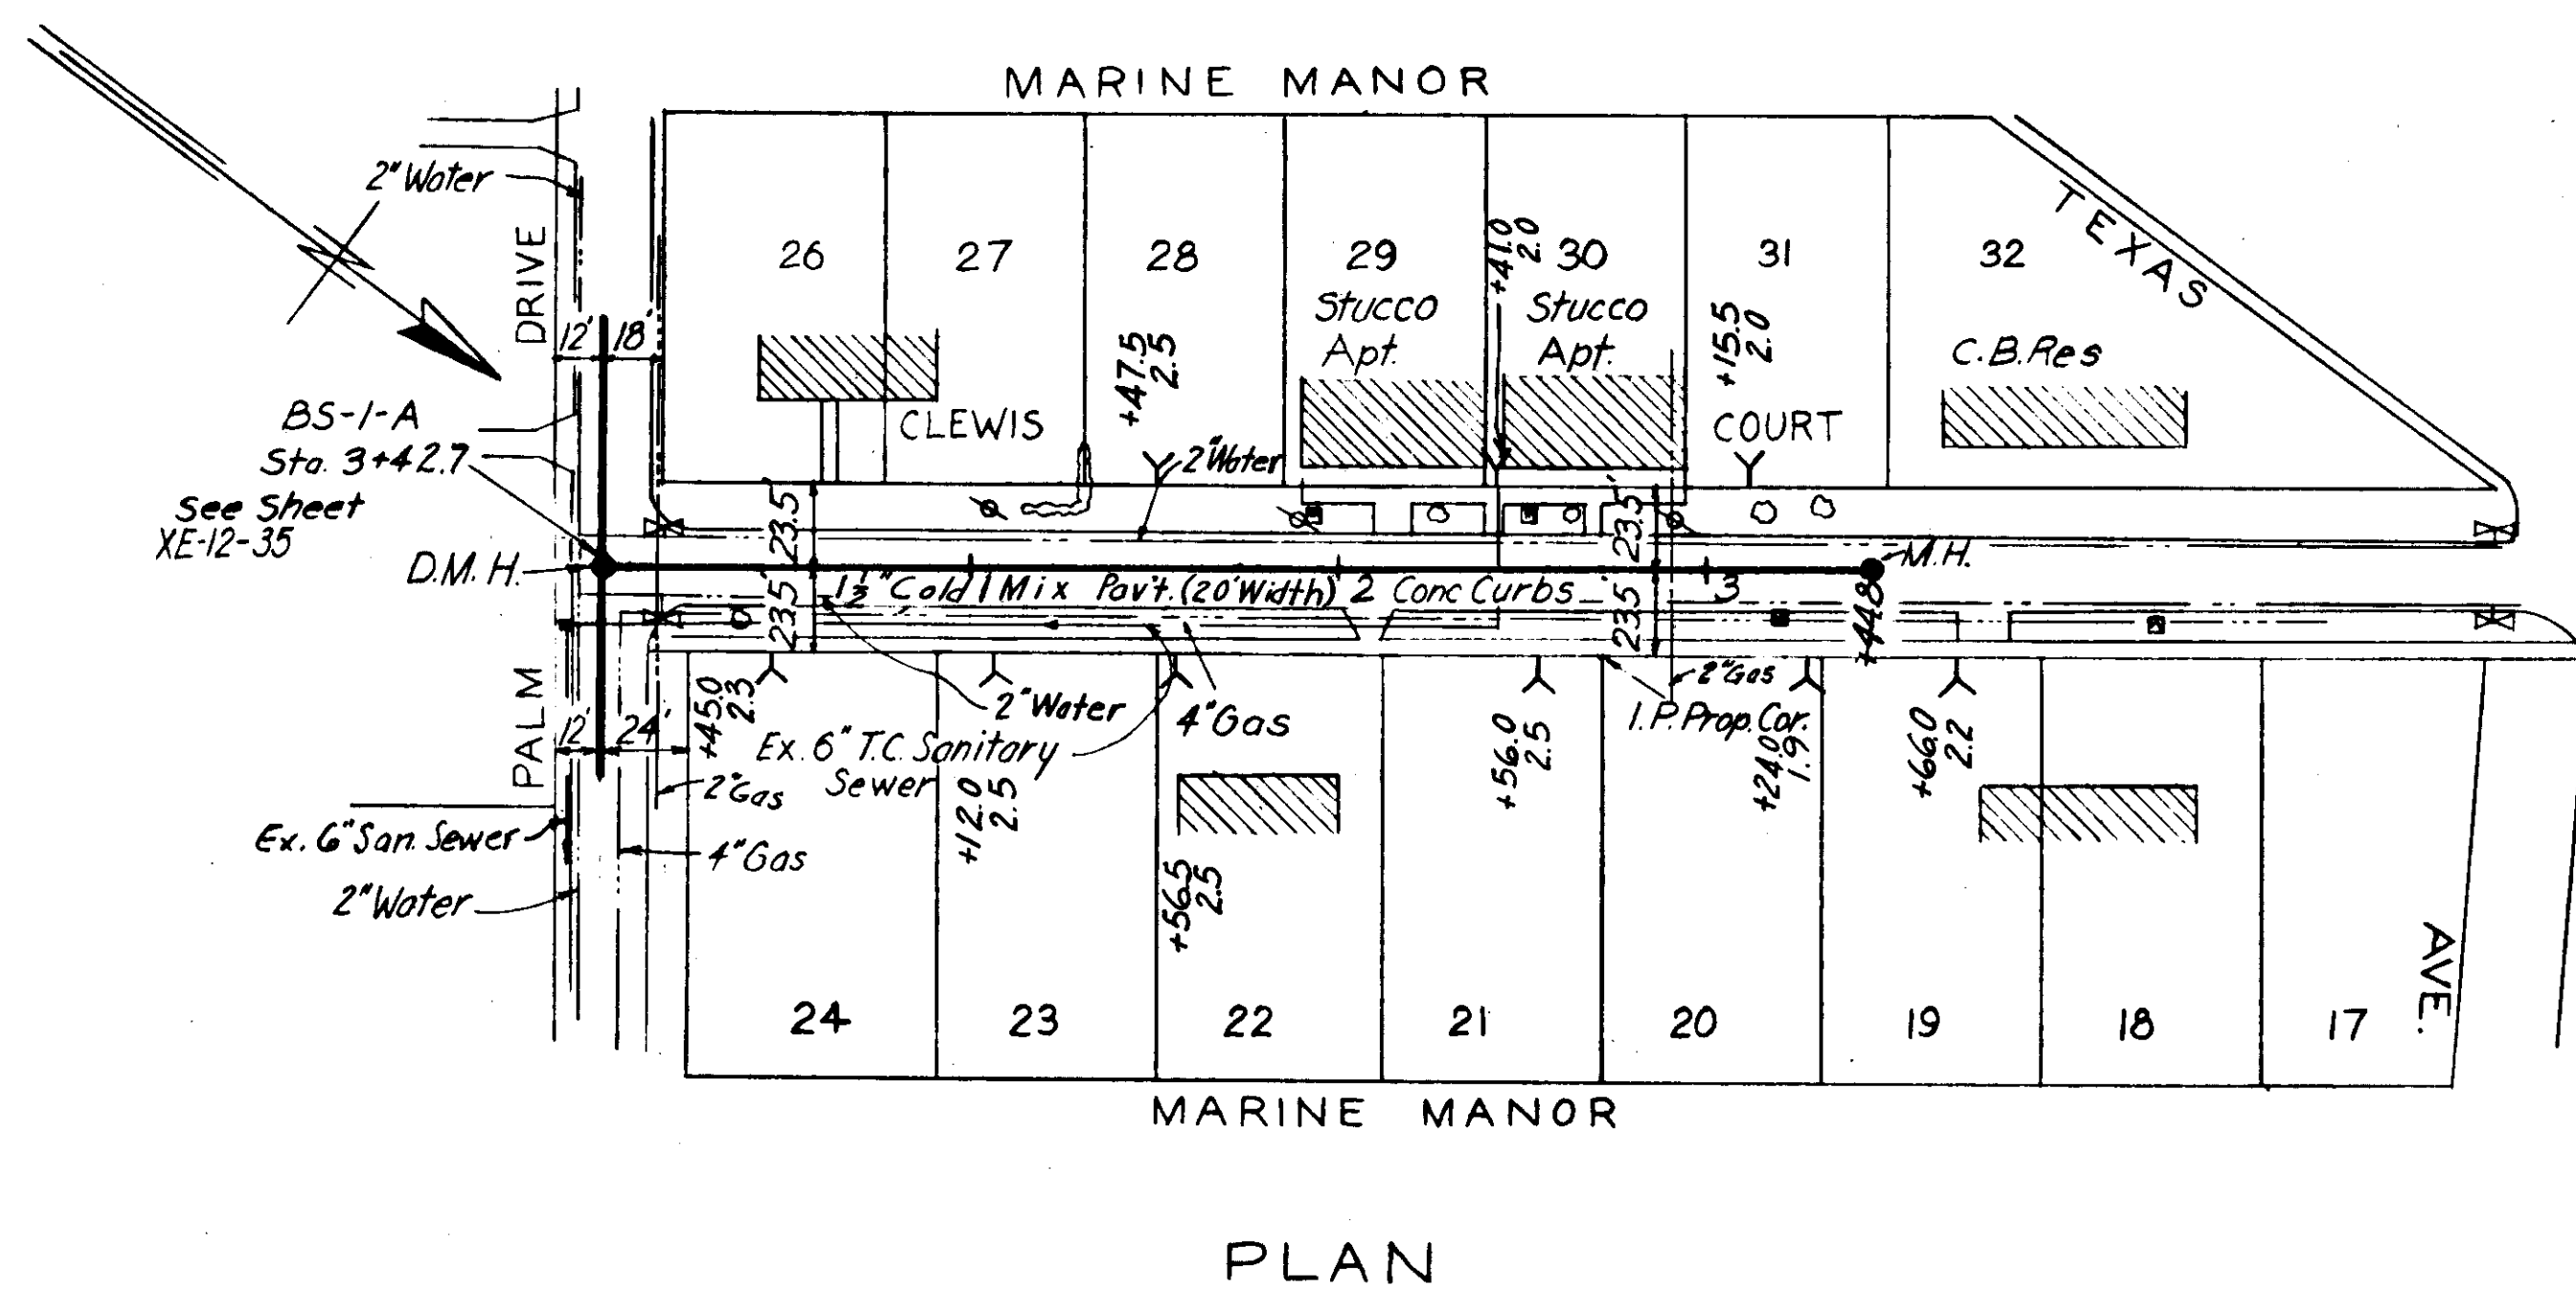 MARINE MANOR
2" Water
DRIVE
12'
18'
26
27
28
29
Stucco
Apt.
+41.0
2.0
30
Stucco
Apt.
31
32
C.B.Res
TEXAS
+47.5
2.5
+15.5
2.0
BS-1-A
Sta. 3+42.7
See Sheet
XE-12-35
D.M.H.
CLEWIS
COURT
2" Water
23.5'
23.5'
M.H.
1½" Cold Mix Pav't. (20' Width)
Conc Curbs
1
2
3
23.5'
23.5'
+44.8
PALM
12'
24'
+45.0
2.3
2" Water
4" Gas
Ex. 6" T.C. Sanitary
Sewer
2" Gas
I.P. Prop. Cor.
2" Gas
+12.0
2.5
+56.5
2.5
+56.0
2.5
+24.0
1.9
+66.0
2.2
Ex. 6" San. Sewer
4" Gas
2" Water
AVE.
24
23
22
21
20
19
18
17
MARINE MANOR
PLAN